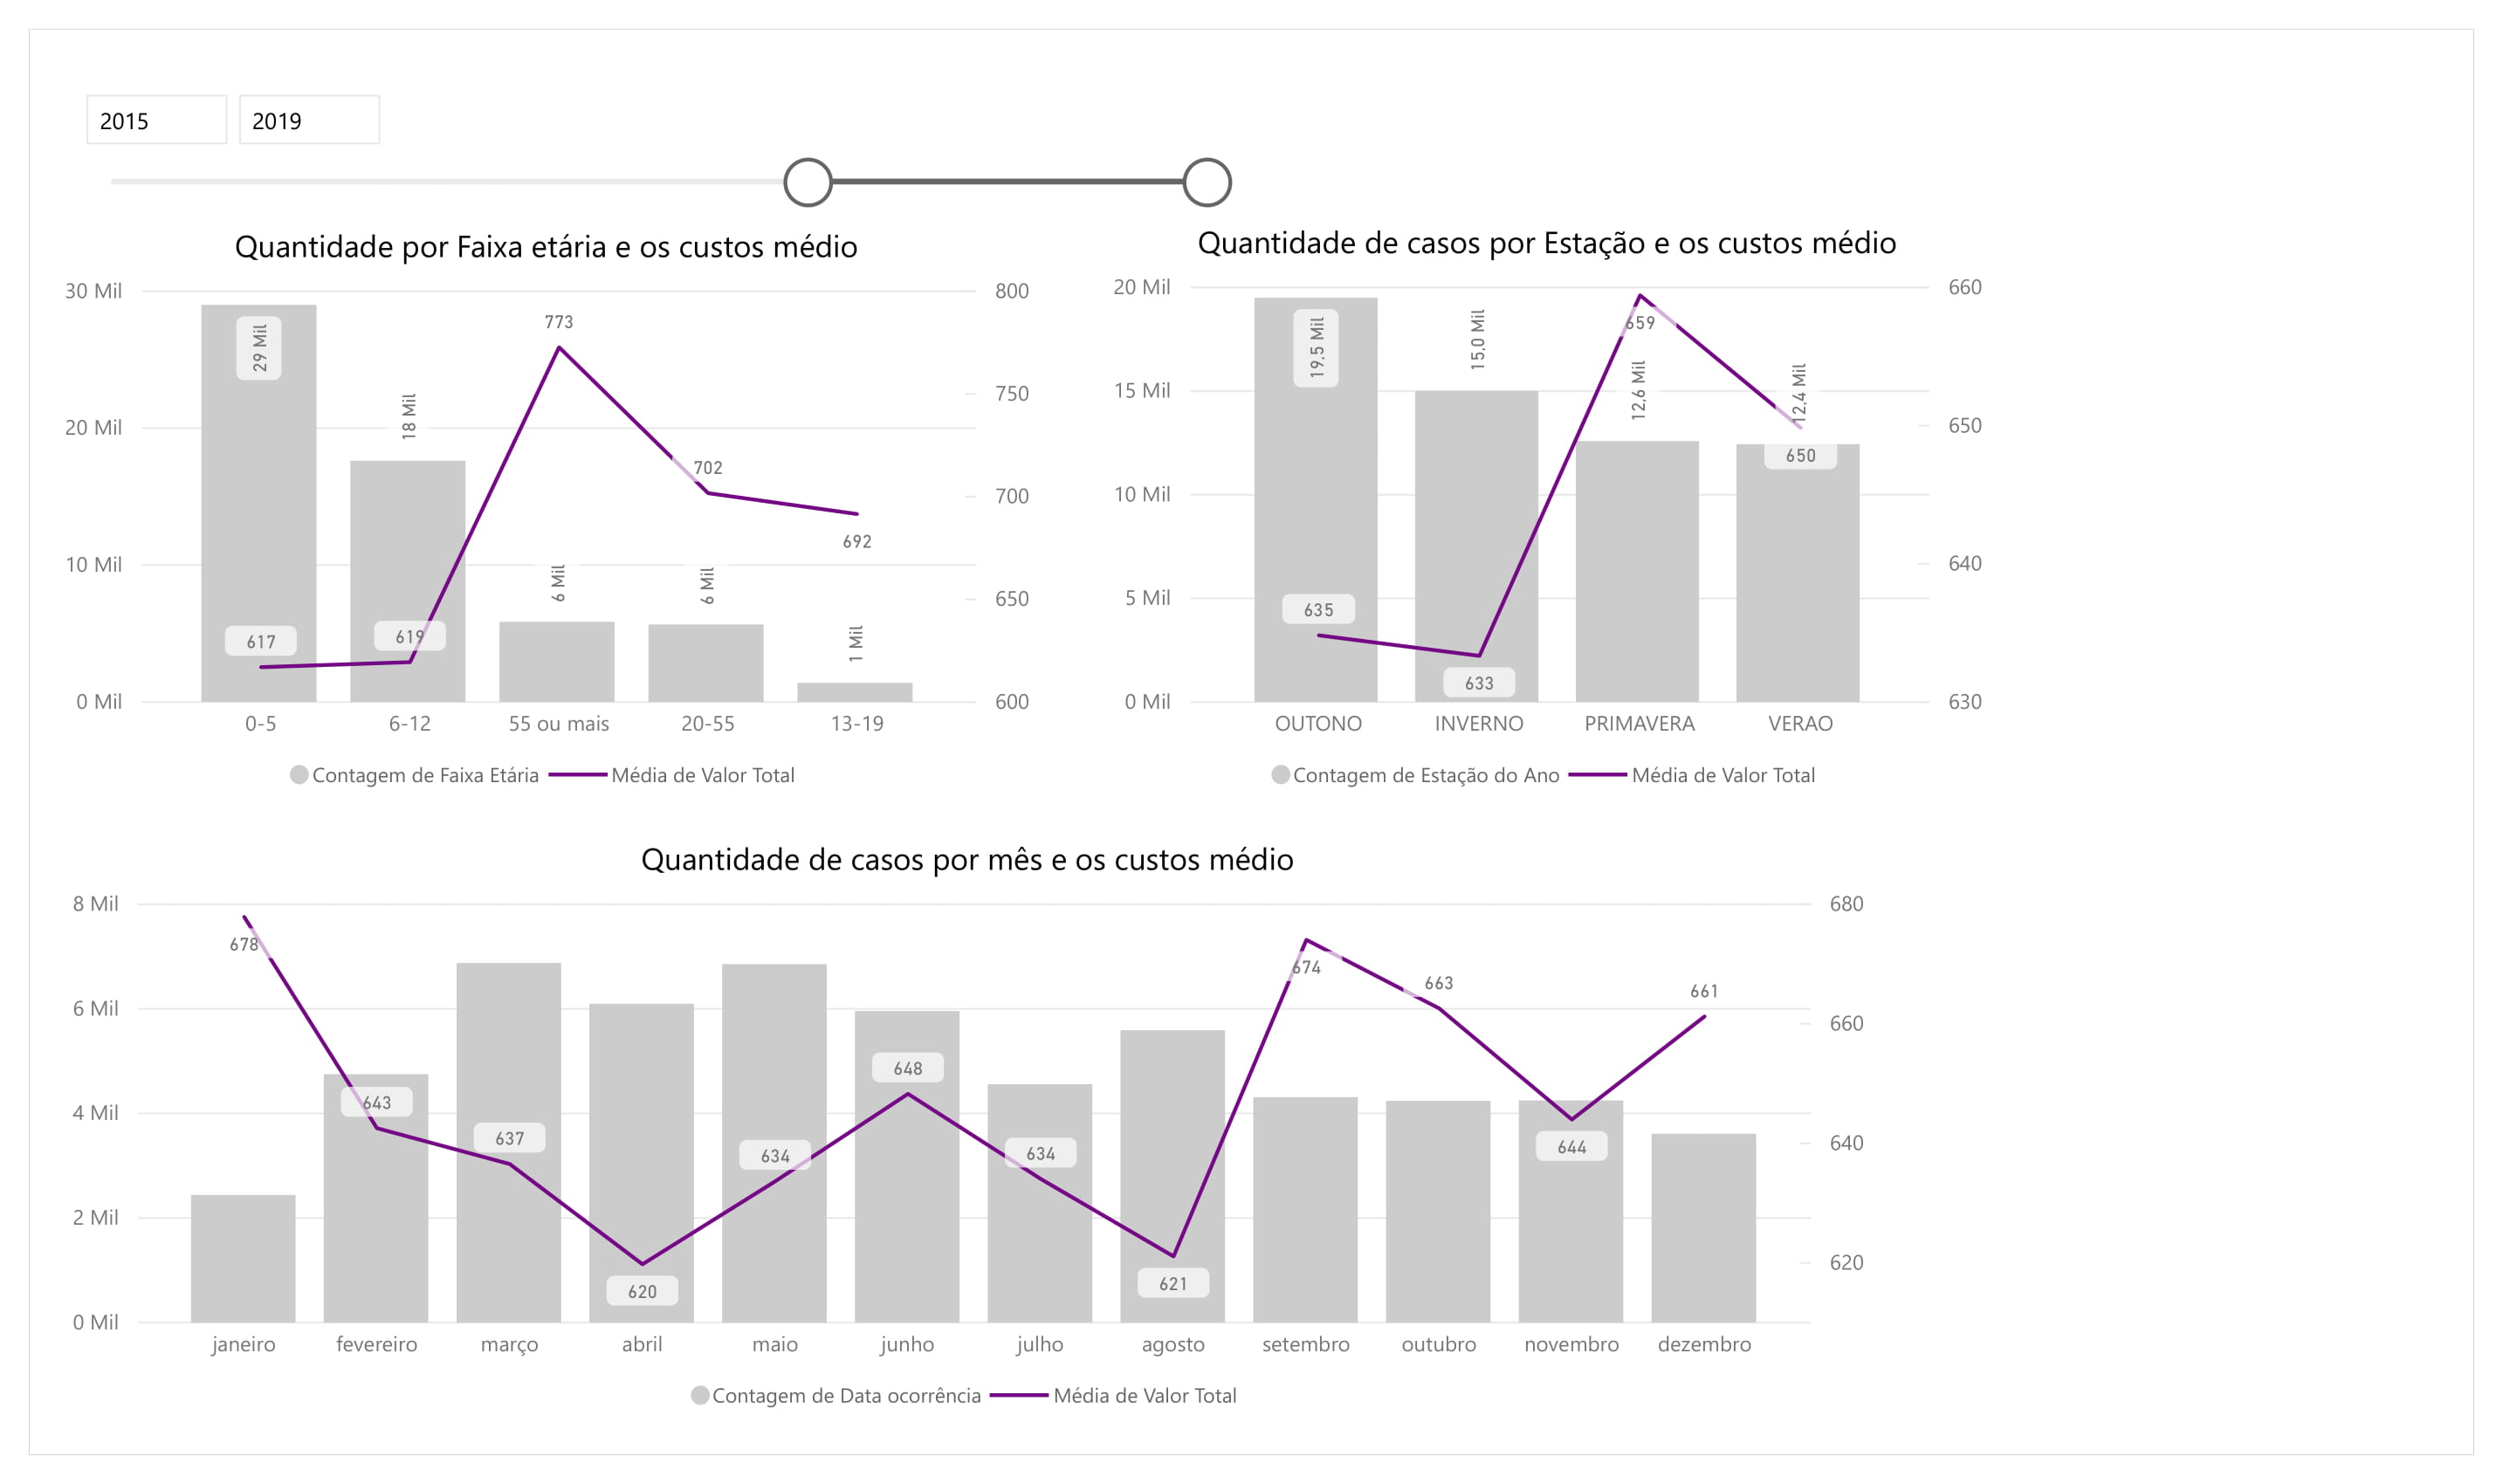 2015
2019
Quantidade por Faixa etária e os custos médio
30 Mil
20 Mil
10 Mil
0 Mil
800
750
700
650
600
29 Mil
18 Mil
6 Mil
6 Mil
1 Mil
617
619
773
702
692
0-5
6-12
55 ou mais
20-55
13-19
Contagem de Faixa Etária
Média de Valor Total
Quantidade de casos por Estação e os custos médio
20 Mil
15 Mil
10 Mil
5 Mil
0 Mil
660
650
640
630
19,5 Mil
15,0 Mil
12,6 Mil
12,4 Mil
635
633
659
650
OUTONO
INVERNO
PRIMAVERA
VERAO
Contagem de Estação do Ano
Média de Valor Total
Quantidade de casos por mês e os custos médio
8 Mil
6 Mil
4 Mil
2 Mil
0 Mil
680
660
640
620
678
643
637
620
634
648
634
621
674
663
644
661
janeiro
fevereiro
março
abril
maio
junho
julho
agosto
setembro
outubro
novembro
dezembro
Contagem de Data ocorrência
Média de Valor Total